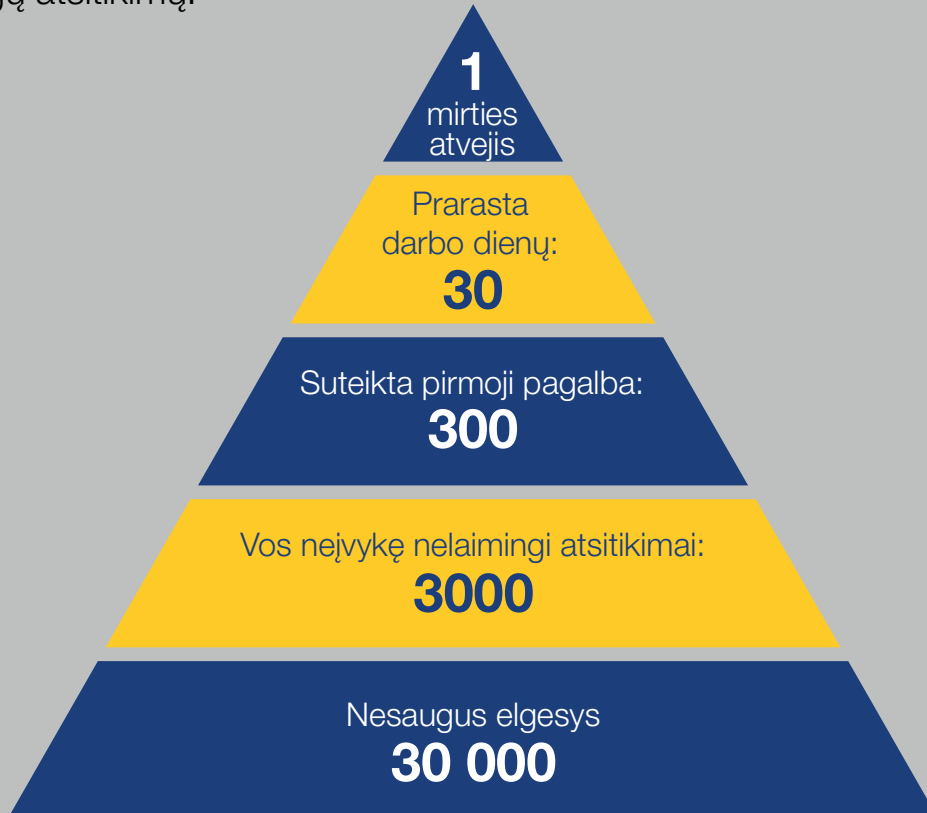 atsitikimų.
1
mirties
atvejis
Prarasta
darbo dienų:
30
Suteikta pirmoji pagalba:
300
Vos neįvykę nelaimingi atsitikimai:
3000
Nesaugus elgesys
30 000